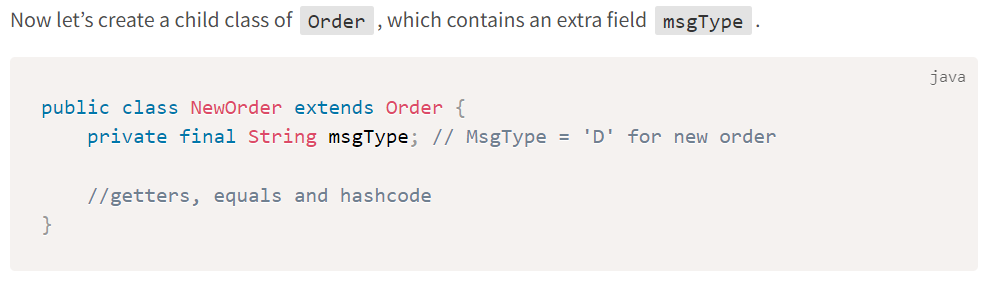 Now let’s create a child class of Order , which contains an extra field msgType .
java
public class NewOrder extends Order {
    private final String msgType; // MsgType = 'D' for new order
    //getters, equals and hashcode
}